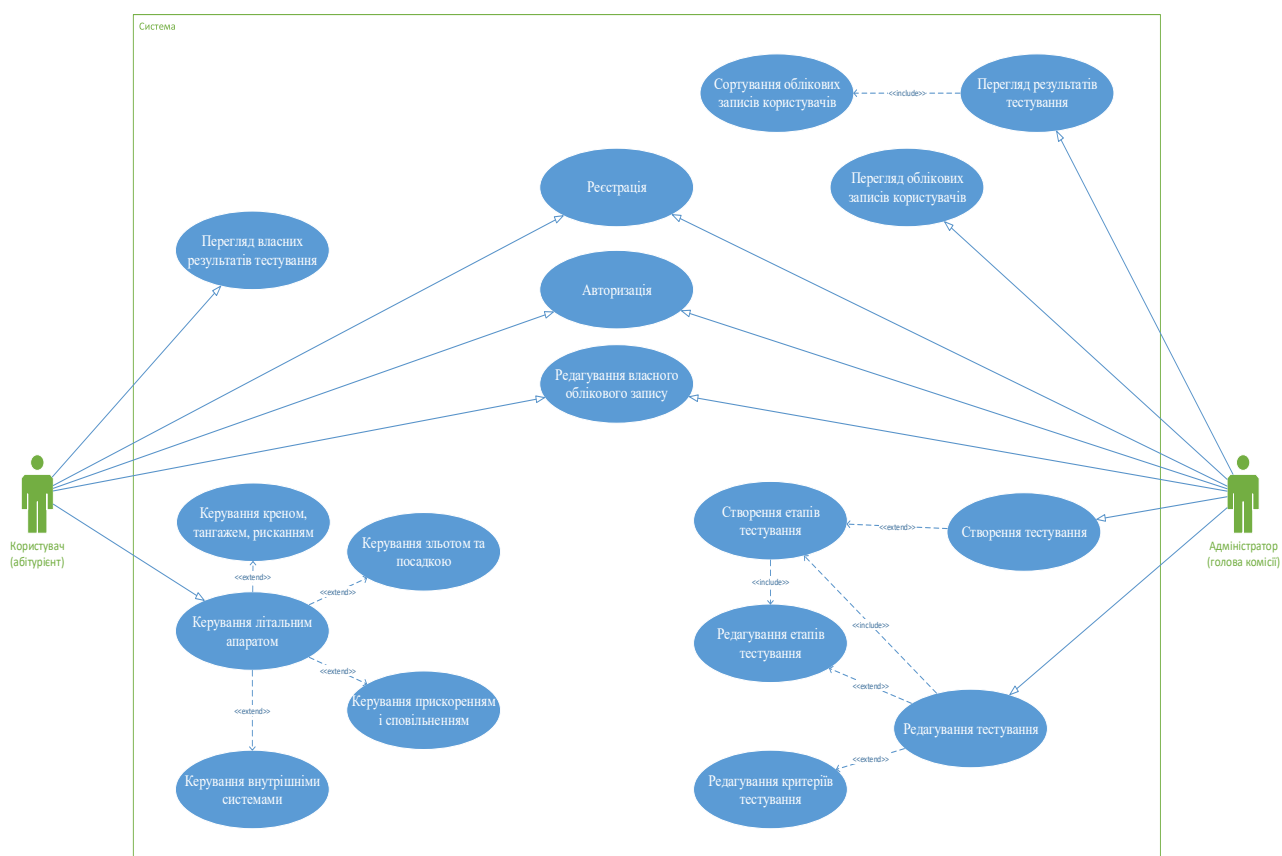 Система
Сортування облікових
записів користувачів
<<include>>
Перегляд результатів
тестування
Реєстрація
Перегляд облікових
записів користувачів
Перегляд власних
результатів тестування
Авторизація
Редагування власного
облікового запису
Користувач
(абітурієнт)
Адміністратор
(голова комісії)
Керування креном,
тангажем, рисканням
Керування зльотом та
посадкою
<<extend>>
<<extend>>
Керування літальним
апаратом
<<extend>>
Керування прискоренням
і сповільненням
<<extend>>
Керування внутрішніми
системами
Створення етапів
тестування
<<extend>>
Створення тестування
<<include>>
Редагування етапів
тестування
<<include>>
<<extend>>
Редагування тестування
<<extend>>
Редагування критеріїв
тестування